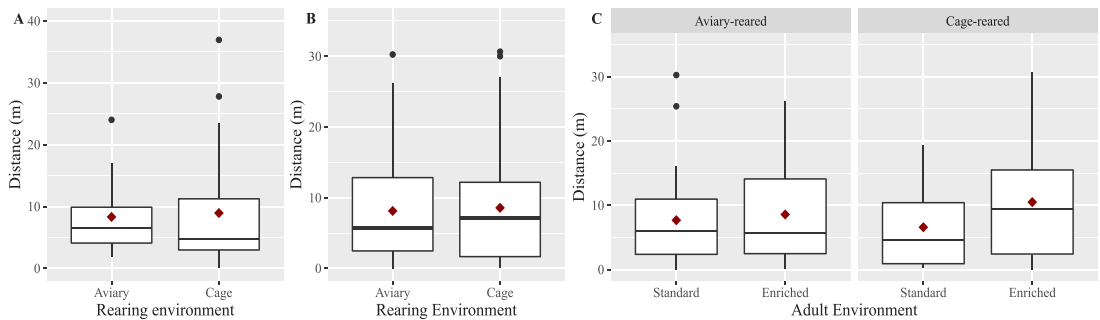 A
Distance (m)
40
30
20
10
0
Aviary Cage
Rearing environment
B
Distance (m)
30
20
10
0
Aviary Cage
Rearing Environment
C
Aviary-reared Cage-reared
Distance (m)
30
20
10
0
Standard Enriched Standard Enriched
Adult Environment